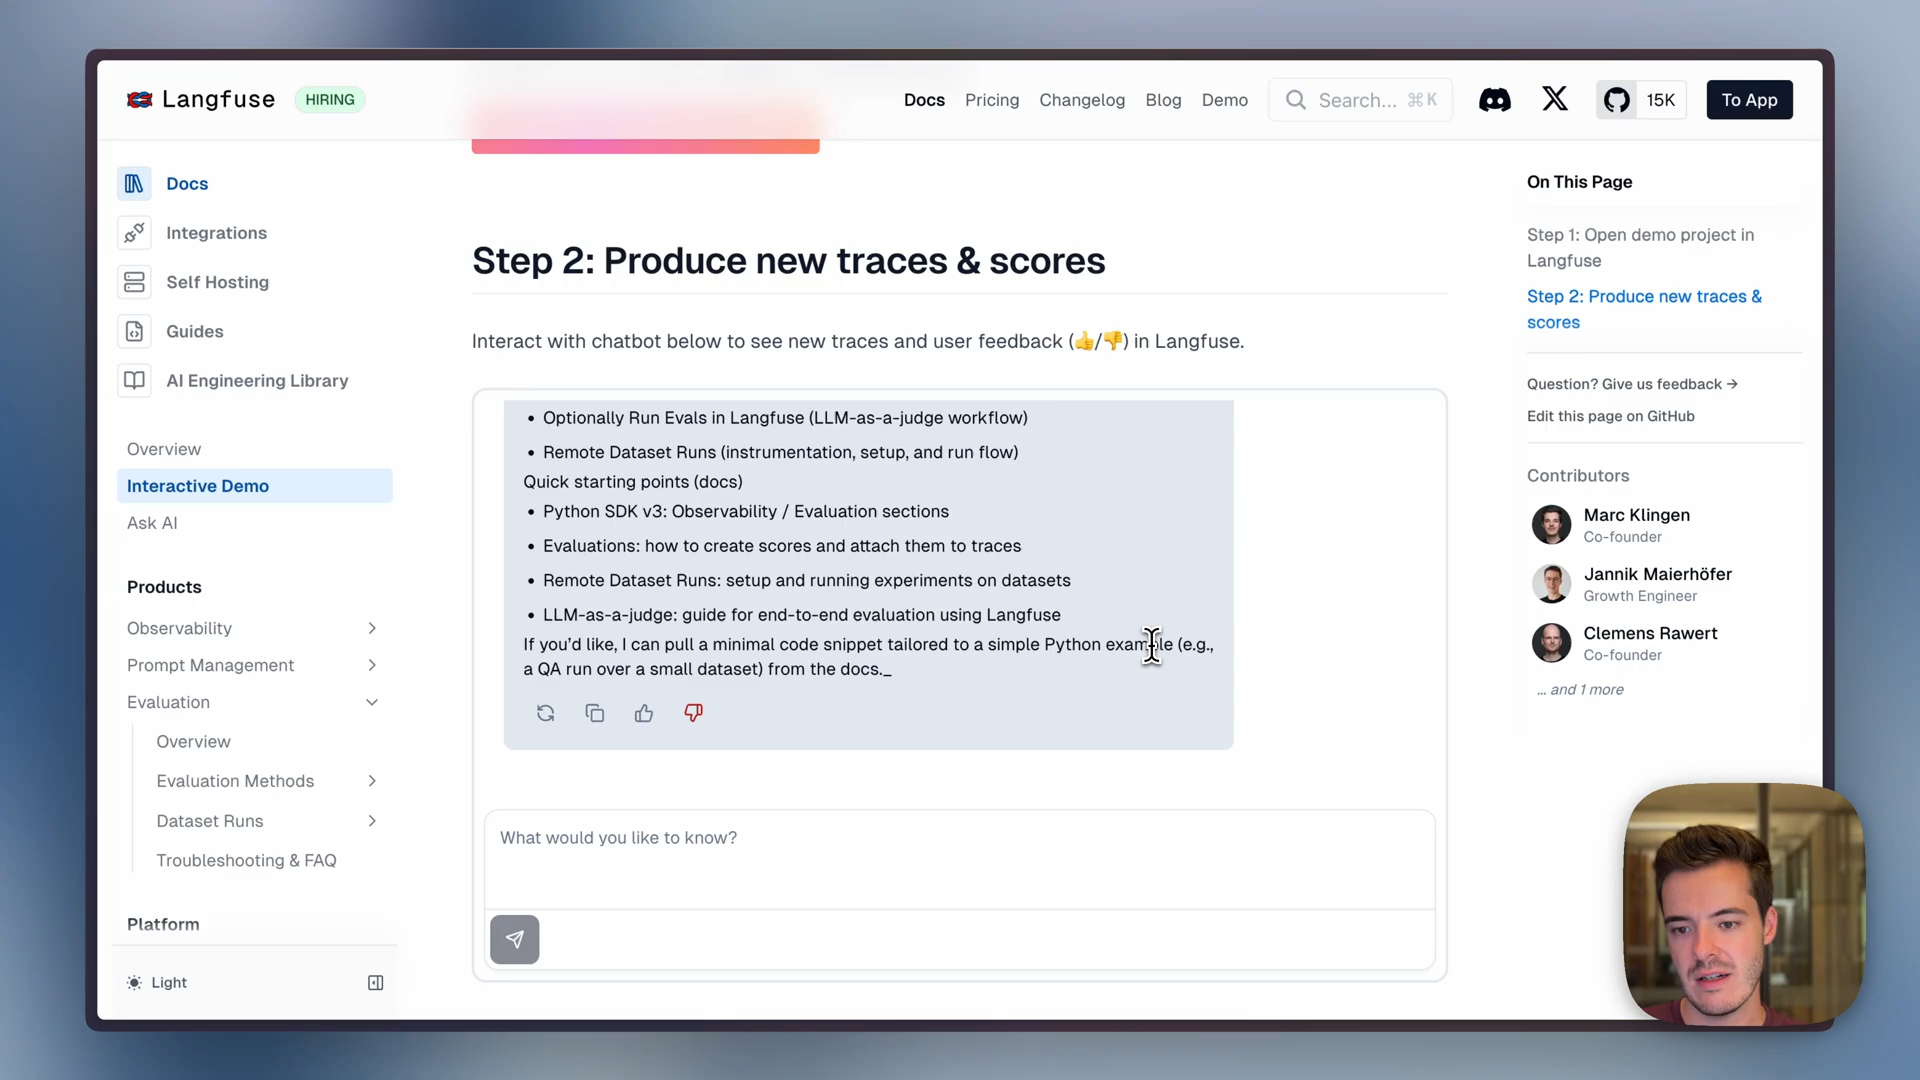 Langfuse
HIRING
Docs
Pricing
Changelog
Blog
Demo
Search... ⌘K
15K
To App
Docs
Integrations
Self Hosting
Guides
AI Engineering Library
Overview
Interactive Demo
Ask AI
Products
Observability
Prompt Management
Evaluation
Overview
Evaluation Methods
Dataset Runs
Troubleshooting & FAQ
Platform
Light
Step 2: Produce new traces & scores
Interact with chatbot below to see new traces and user feedback (👍/👎) in Langfuse.
• Optionally Run Evals in Langfuse (LLM-as-a-judge workflow)
• Remote Dataset Runs (instrumentation, setup, and run flow)
Quick starting points (docs)
• Python SDK v3: Observability / Evaluation sections
• Evaluations: how to create scores and attach them to traces
• Remote Dataset Runs: setup and running experiments on datasets
• LLM-as-a-judge: guide for end-to-end evaluation using Langfuse
If you’d like, I can pull a minimal code snippet tailored to a simple Python example (e.g.,
a QA run over a small dataset) from the docs._
What would you like to know?
On This Page
Step 1: Open demo project in
Langfuse
Step 2: Produce new traces &
scores
Question? Give us feedback →
Edit this page on GitHub
Contributors
Marc Klingen
Co-founder
Jannik Maierhöfer
Growth Engineer
Clemens Rawert
Co-founder
... and 1 more